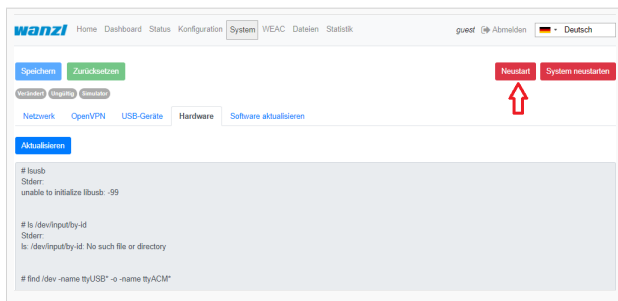 wanzl Home Dashboard Status Konfiguration System WEAC Dateien Statistik guest Abmelden Deutsch
Speichern Zurücksetzen Neustart System neustarten
Verändert Ungültig Simulator
Netzwerk OpenVPN USB-Geräte Hardware Software aktualisieren
Aktualisieren
# lsusb
Stderr:
unable to initialize libusb: -99
# ls /dev/input/by-id
Stderr:
ls: /dev/input/by-id: No such file or directory
# find /dev -name ttyUSB* -o -name ttyACM*